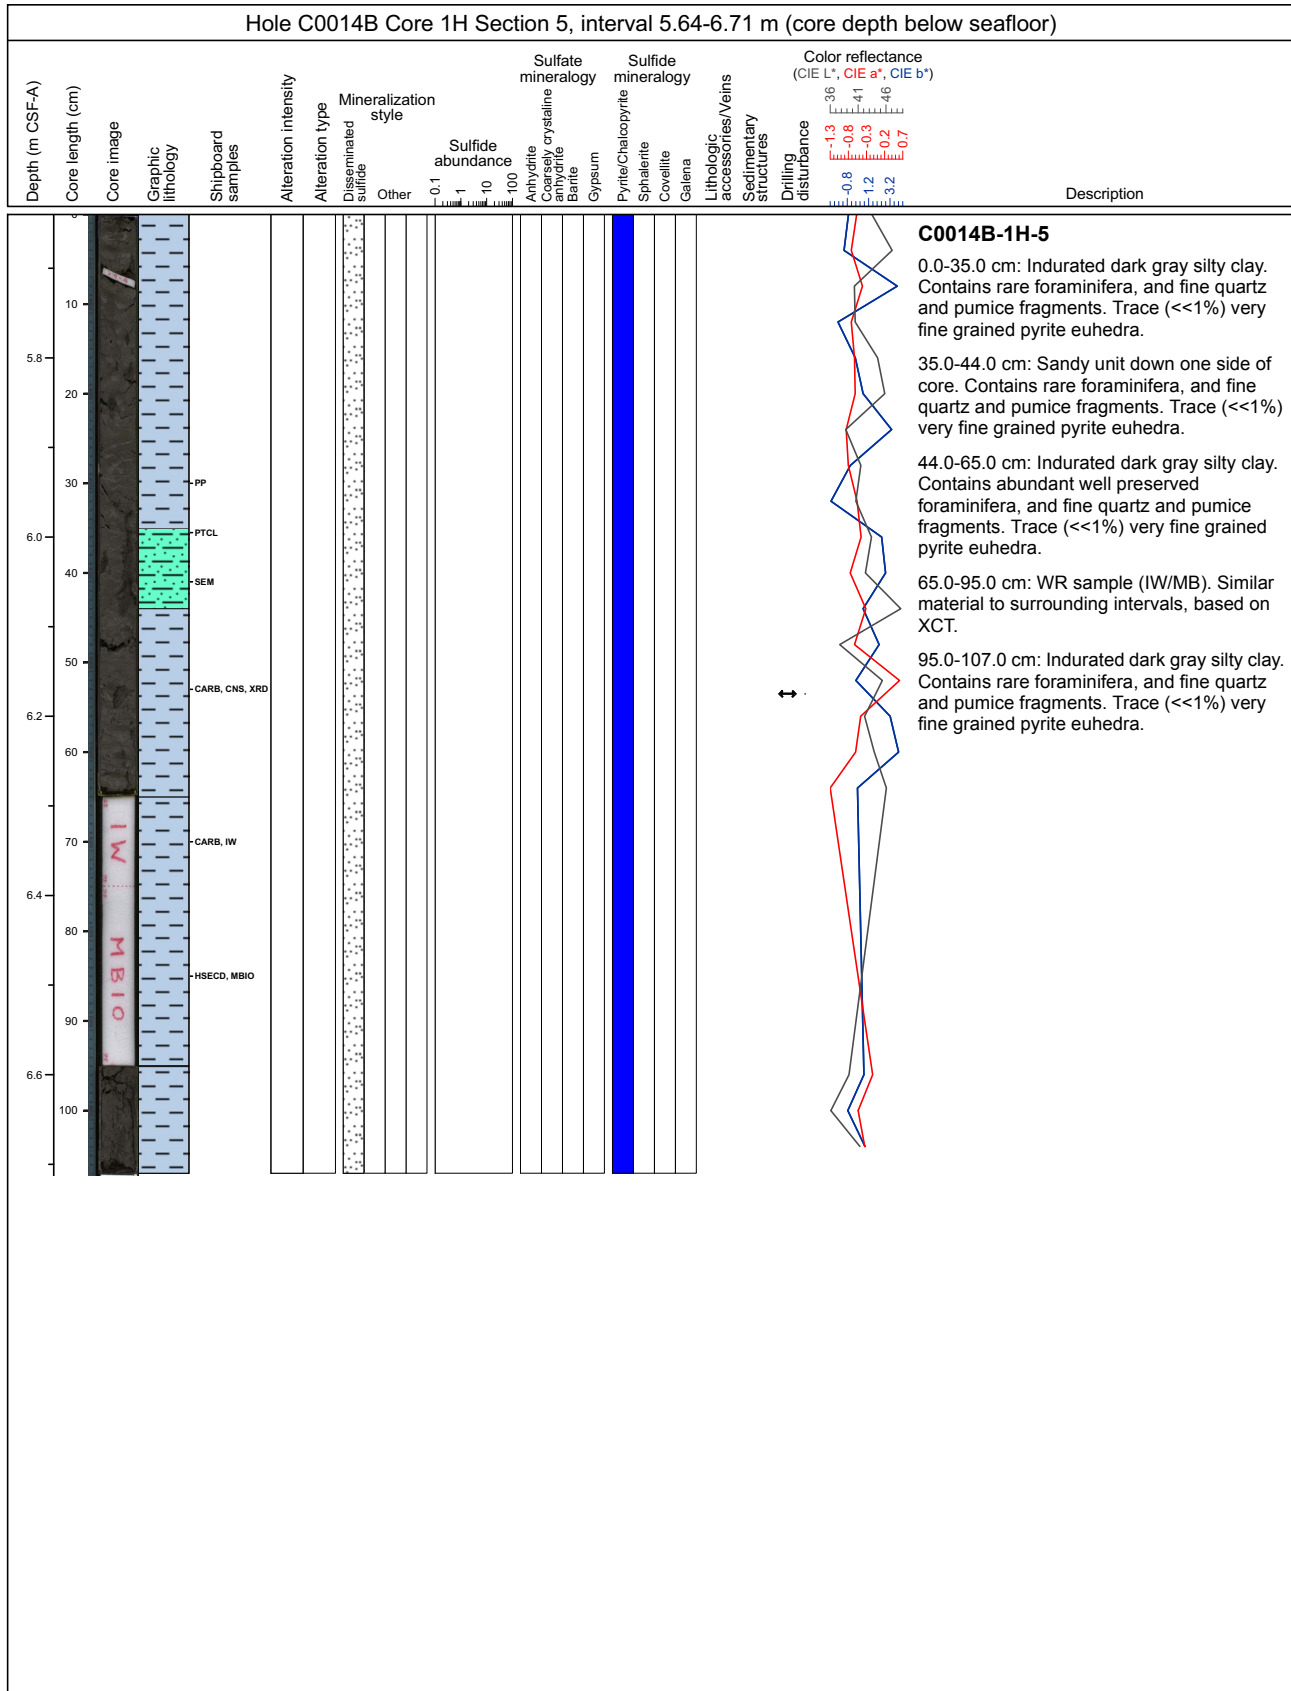 Hole C0014B Core 1H Section 5, interval 5.64-6.71 m (core depth below seafloor)
Depth (m CSF-A)
Core length (cm)
Core image
Graphic
lithology
Shipboard
samples
Alteration intensity
Alteration type
Mineralization
style
Disseminated
sulfide
Other
Sulfide
abundance
0.1
1
10
100
Sulfate
mineralogy
Anhydrite
Coarsely crystaline
anhydrite
Barite
Gypsum
Sulfide
mineralogy
Pyrite/Chalcopyrite
Sphalerite
Covellite
Galena
Lithologic
accessories/Veins
Sedimentary
structures
Drilling
disturbance
Color reflectance
(CIE L*, CIE a*, CIE b*)
36 41 46
-1.3 -0.8 -0.3 0.2 0.7
-0.8 1.2 3.2
Description
0
10
5.8
20
30
PP
PTCL
6.0
40
SEM
50
CARB, CNS, XRD
6.2
60
70
CARB, IW
IW
6.4
80
HSECD, MBIO
MBIO
90
6.6
100
C0014B-1H-5
0.0-35.0 cm: Indurated dark gray silty clay.
Contains rare foraminifera, and fine quartz
and pumice fragments. Trace (<<1%) very
fine grained pyrite euhedra.
35.0-44.0 cm: Sandy unit down one side of
core. Contains rare foraminifera, and fine
quartz and pumice fragments. Trace (<<1%)
very fine grained pyrite euhedra.
44.0-65.0 cm: Indurated dark gray silty clay.
Contains abundant well preserved
foraminifera, and fine quartz and pumice
fragments. Trace (<<1%) very fine grained
pyrite euhedra.
65.0-95.0 cm: WR sample (IW/MB). Similar
material to surrounding intervals, based on
XCT.
95.0-107.0 cm: Indurated dark gray silty clay.
Contains rare foraminifera, and fine quartz
and pumice fragments. Trace (<<1%) very
fine grained pyrite euhedra.